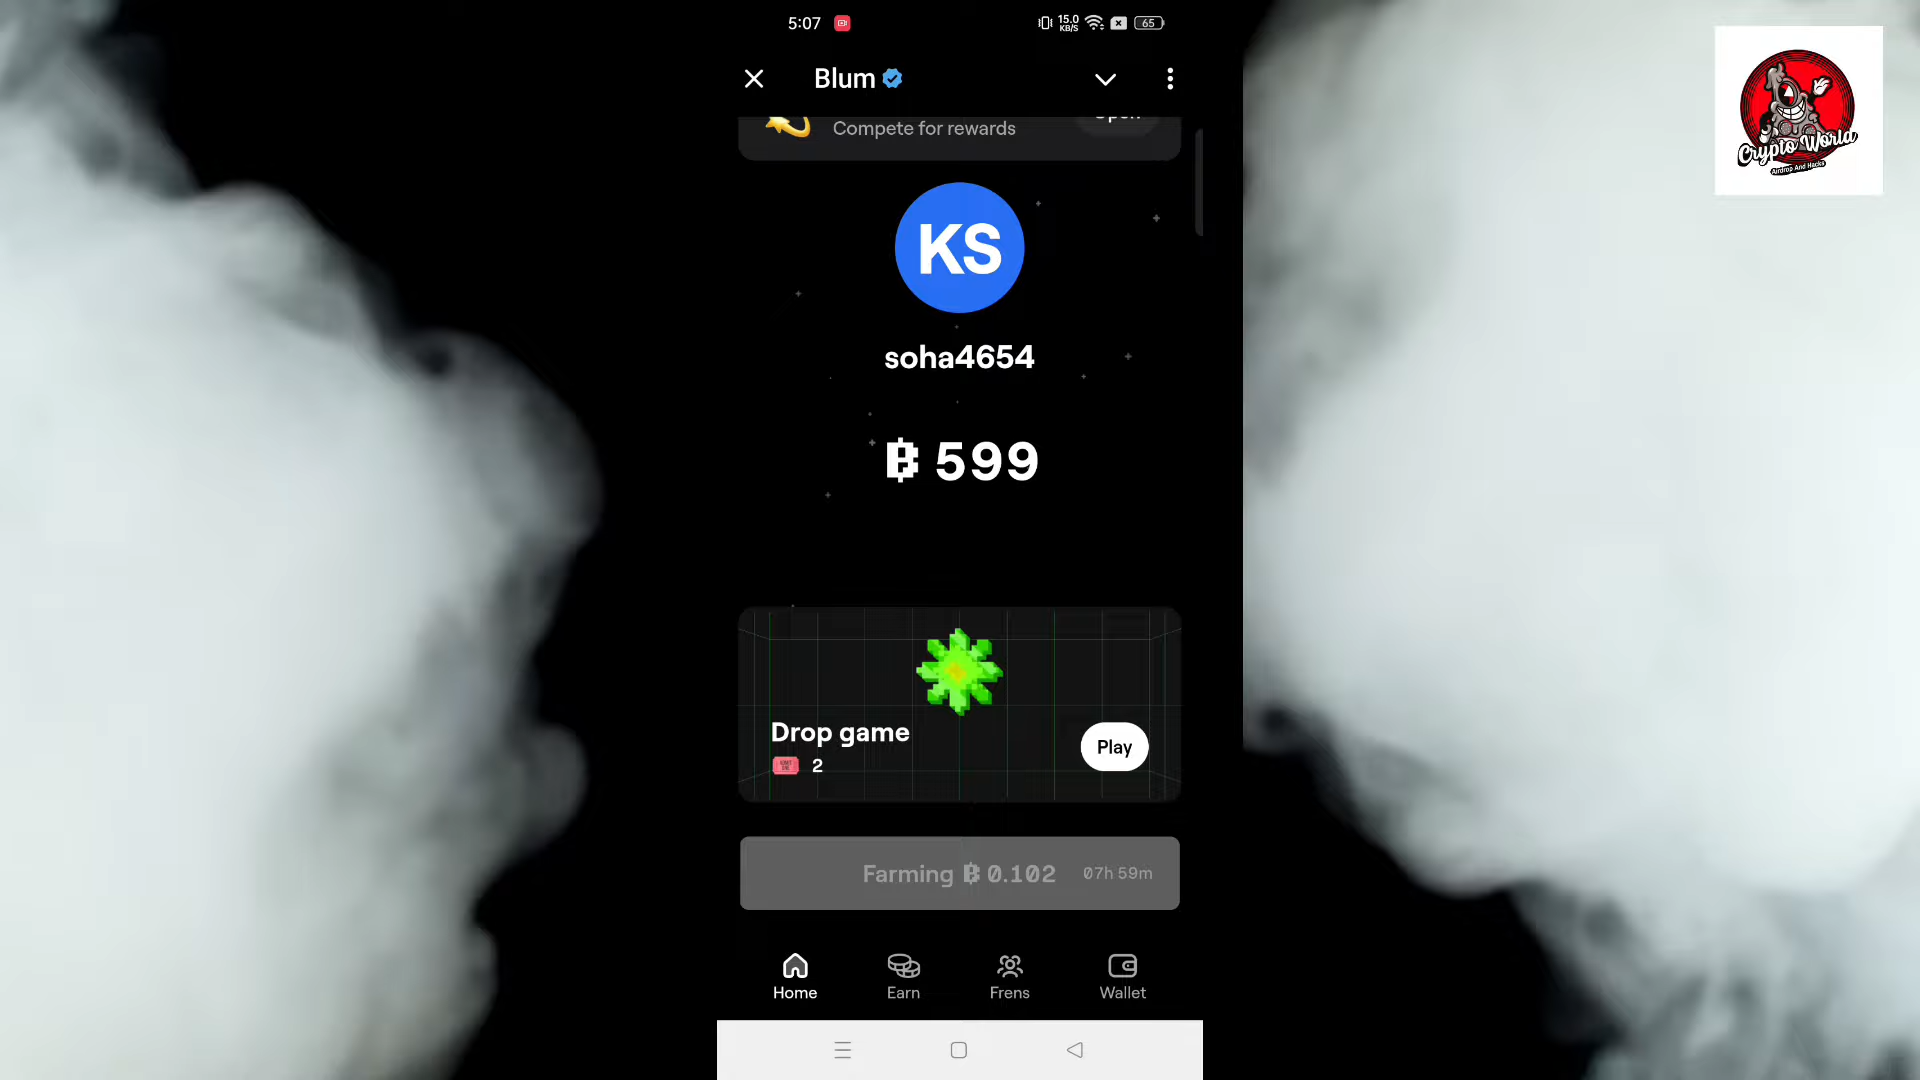 5:07
15.0
KB/S
65
Blum
Open
Compete for rewards
KS
soha4654
599
Drop game
2
Play
Farming 0.102 07h 59m
Home
Earn
Frens
Wallet
Crypto World
Airdrop And Hacks